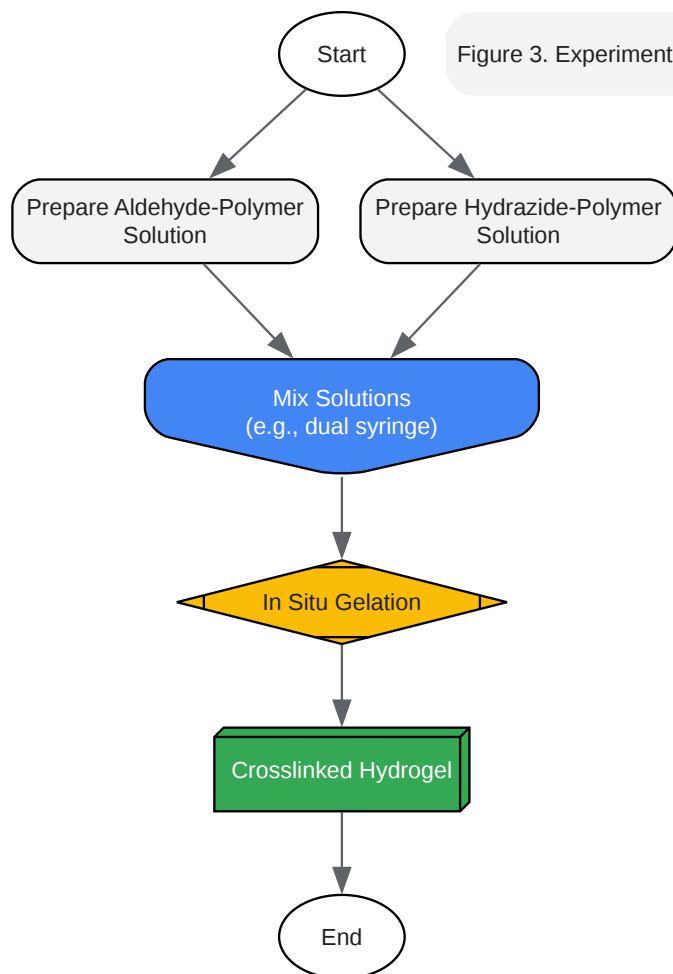 Start
Figure 3. Experiment
Prepare Aldehyde-Polymer
Solution
Prepare Hydrazide-Polymer
Solution
Mix Solutions
(e.g., dual syringe)
In Situ Gelation
Crosslinked Hydrogel
End